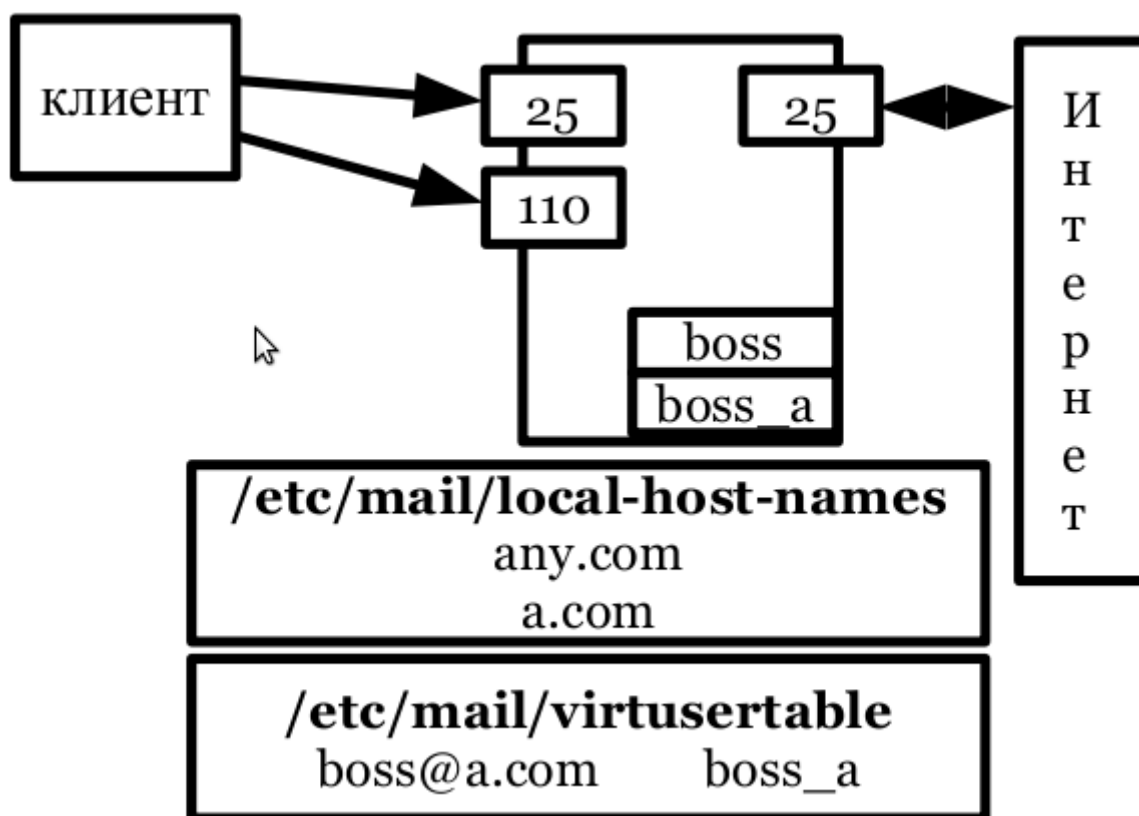 клиент
25
110
25
Интернет
boss
boss_a
/etc/mail/local-host-names
any.com
a.com
/etc/mail/virtusertable
boss@a.com boss_a